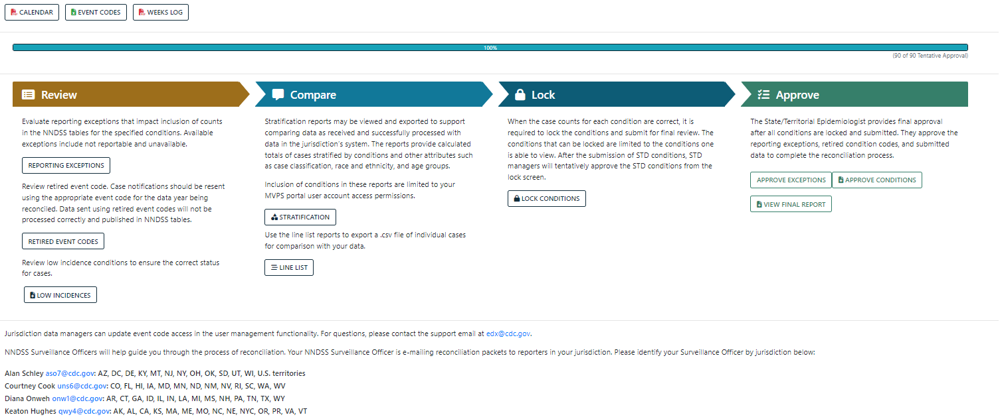 CALENDAR
EVENT CODES
WEEKS LOG
100%
(90 of 90 Tentative Approval)
Review
Evaluate reporting exceptions that impact inclusion of counts
in the NNDSS tables for the specified conditions. Available
exceptions include not reportable and unavailable.
REPORTING EXCEPTIONS
Review retired event code. Case notifications should be resent
using the appropriate event code for the data year being
reconciled. Data sent using retired event codes will not be
processed correctly and published in NNDSS tables.
RETIRED EVENT CODES
Review low incidence conditions to ensure the correct status
for cases.
LOW INCIDENCES
Compare
Stratification reports may be viewed and exported to support
comparing data as received and successfully processed with
data in the jurisdiction's system. The reports provide calculated
totals of cases stratified by conditions and other attributes such
as case classification, race and ethnicity, and age groups.
Inclusion of conditions in these reports are limited to your
MVPS portal user account access permissions.
STRATIFICATION
Use the line list reports to export a .csv file of individual cases
for comparison with your data.
LINE LIST
Lock
When the case counts for each condition are correct, it is
required to lock the conditions and submit for final review. The
conditions that can be locked are limited to the conditions one
is able to view. After the submission of STD conditions, STD
managers will tentatively approve the STD conditions from the
lock screen.
LOCK CONDITIONS
Approve
The State/Territorial Epidemiologist provides final approval
after all conditions are locked and submitted. They approve the
reporting exceptions, retired condition codes, and submitted
data to complete the reconciliation process.
APPROVE EXCEPTIONS
APPROVE CONDITIONS
VIEW FINAL REPORT
Jurisdiction data managers can update event code access in the user management functionality. For questions, please contact the support email at edx@cdc.gov.
NNDSS Surveillance Officers will help guide you through the process of reconciliation. Your NNDSS Surveillance Officer is e-mailing reconciliation packets to reporters in your jurisdiction. Please identify your Surveillance Officer by jurisdiction below:
Alan Schley aso7@cdc.gov: AZ, DC, DE, KY, MT, NJ, NY, OH, OK, SD, UT, WI, U.S. territories
Courtney Cook uns6@cdc.gov: CO, FL, HI, IA, MD, MN, ND, NM, NV, RI, SC, WA, WV
Diana Onweh onw1@cdc.gov: AR, CT, GA, ID, IL, IN, LA, MI, MS, NH, PA, TN, TX, WY
Keaton Hughes qwy4@cdc.gov: AK, AL, CA, KS, MA, ME, MO, NC, NE, NYC, OR, PR, VA, VT